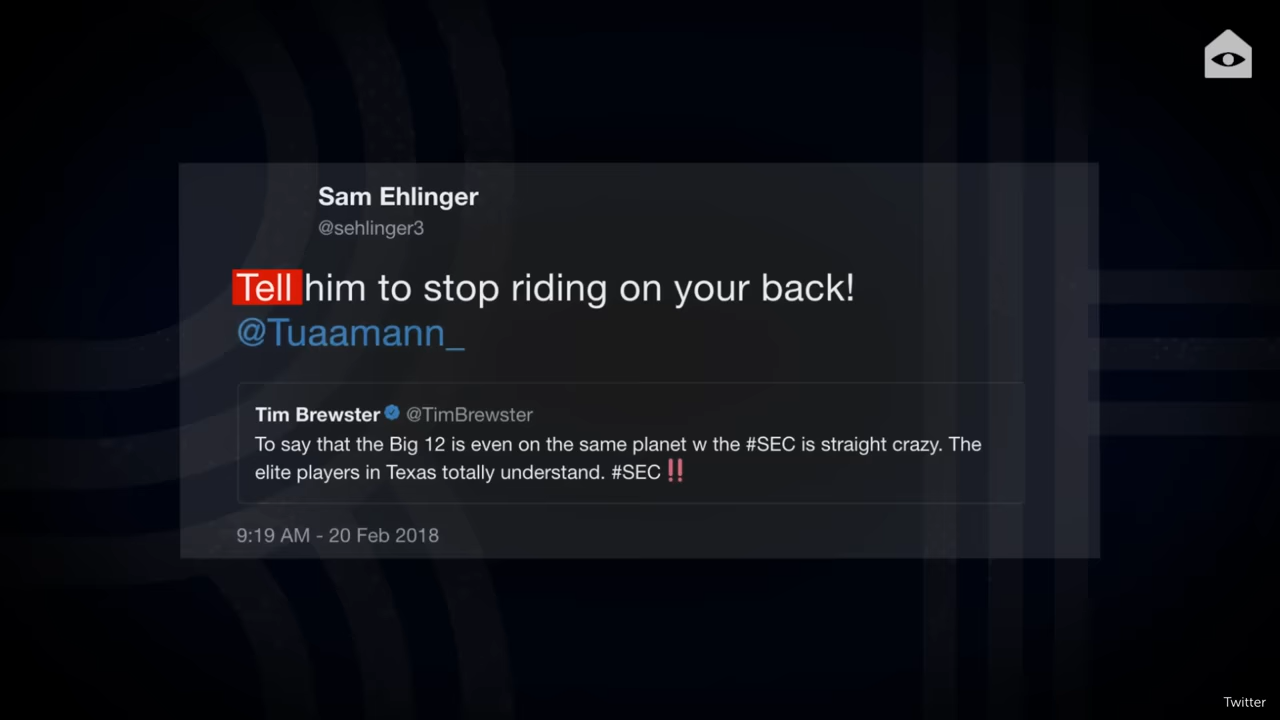 Sam Ehlinger
@sehlinger3
Tell him to stop riding on your back!
@Tuaamann_
Tim Brewster @TimBrewster
To say that the Big 12 is even on the same planet w the #SEC is straight crazy. The
elite players in Texas totally understand. #SEC‼️
9:19 AM - 20 Feb 2018
Twitter